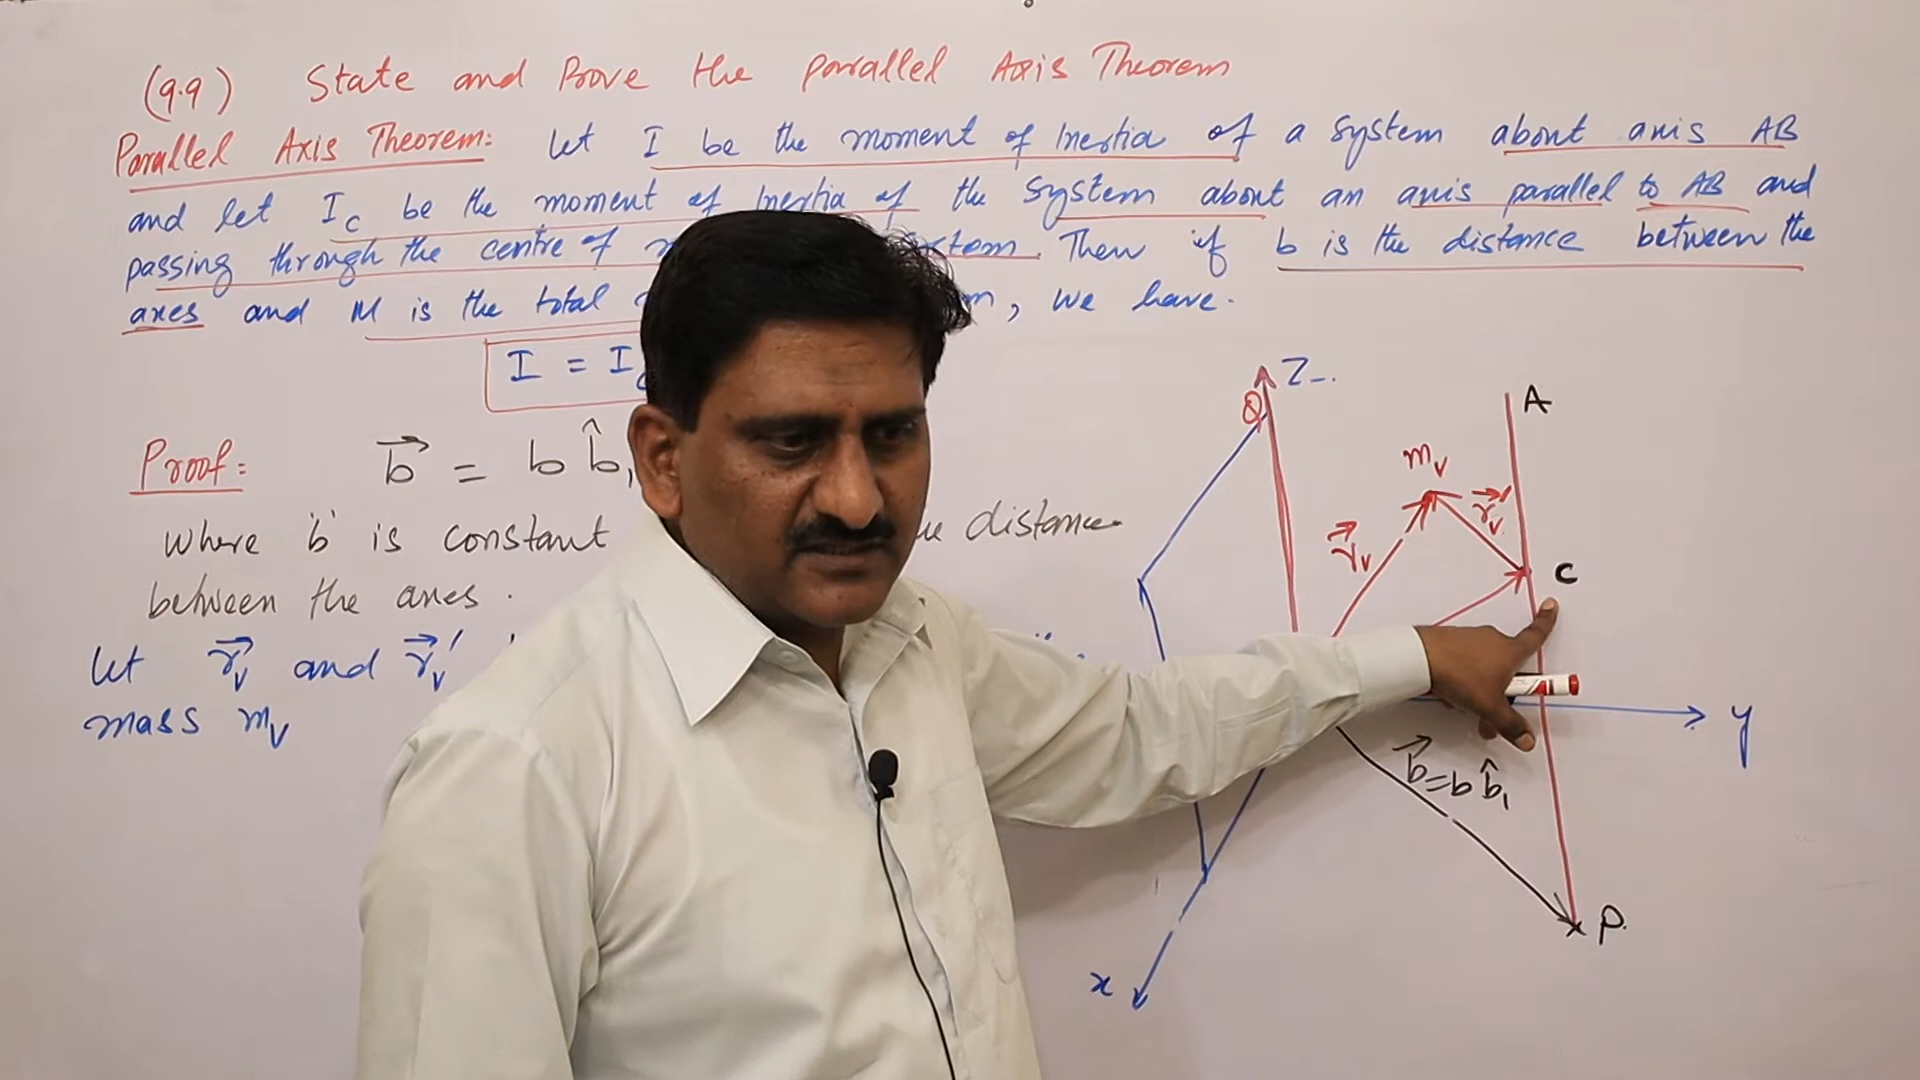 (9.9) State and Prove the parallel Axis Theorem
Parallel Axis Theorem: Let I be the moment of Inertia of a system about axis AB
and let I_C be the moment of Inertia of the system about an axis parallel to AB and
passing through the centre of Then if b is the distance between the
axes and M is the total , we have.
I = I
Proof: b⃗ = b b̂₁
where 'b' is constant distance
between the axes.
Let r⃗ᵥ and r⃗ᵥ′
mass mᵥ
Z
Q
A
mᵥ
r⃗ᵥ′
r⃗ᵥ
C
y
b⃗ = b b̂₁
P.
x